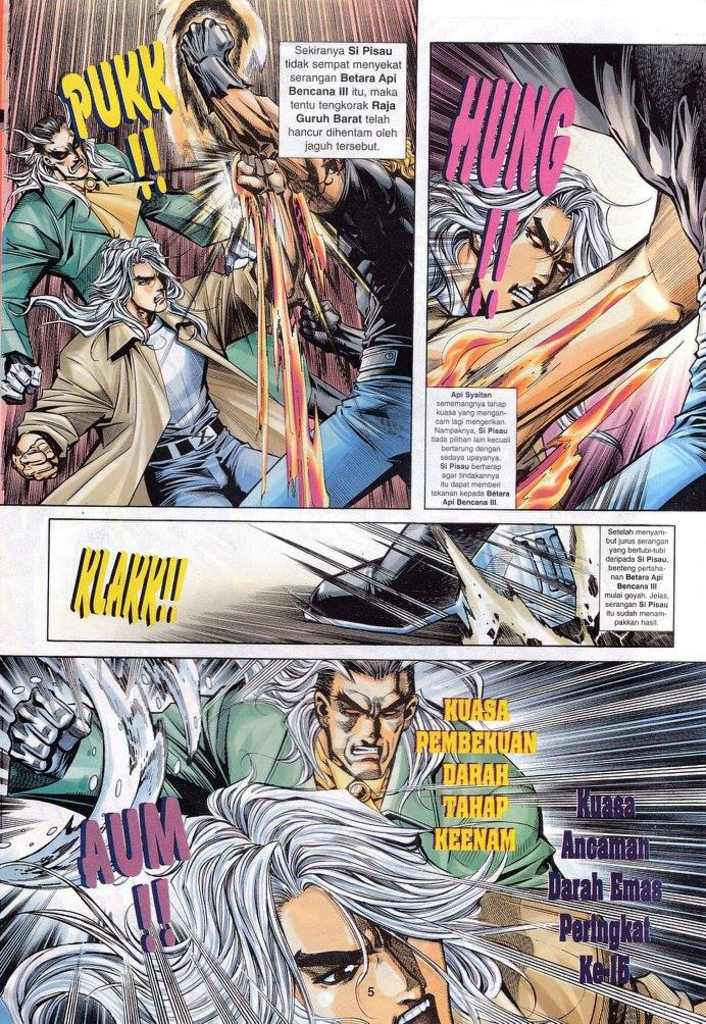 PUKK
!!
Sekiranya Si Pisau
tidak sempat menyekat
serangan Betara Api
Bencana III itu, maka
tentu tengkorak Raja
Guruh Barat telah
hancur dihentam oleh
jaguh tersebut.
HUNG
!!
Api Syaitan
sememangnya tahap
kuasa yang mengan-
cam segala-galanya.
Nampaknya, Si Pisau
tiada pilihan lain kecuali
bertarung dengan
sedaya upayanya.
Si Pisau berharap
agar tindakannya
itu dapat memberi
tekanan kepada Betara
Api Bencana III.
KLAKK!!
Setelah menyam-
but jurus serangan
yang bertubi-tubi
daripada Si Pisau,
benteng pertaha-
nan Betara Api
Bencana III
mulai goyah. Jelas,
serangan Si Pisau
itu sudah menam-
pakkan hasil.
KUASA
PEMBEKUAN
DARAH
TAHAP
KEENAM
AUM
!!
Kuasa
Ancaman
Darah Emas
Peringkat
Ke-15.
5